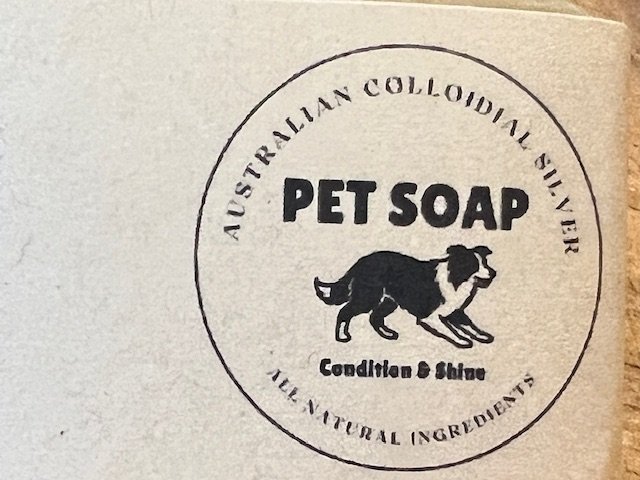 AUSTRALIAN COLLOIDIAL SILVER
PET SOAP
Condition & Shine
ALL NATURAL INGREDIENTS